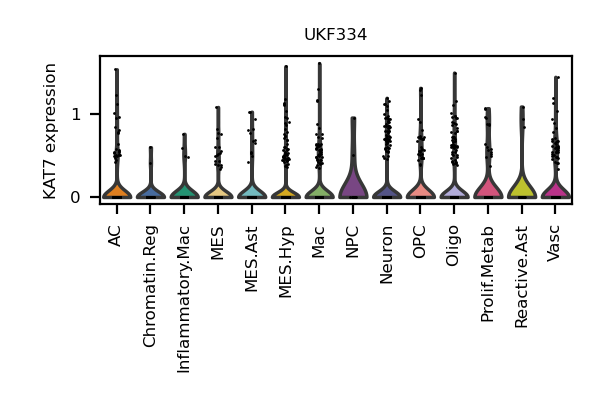 UKF334
KAT7 expression
1
0
AC
Chromatin.Reg
Inflammatory.Mac
MES
MES.Ast
MES.Hyp
Mac
NPC
Neuron
OPC
Oligo
Prolif.Metab
Reactive.Ast
Vasc